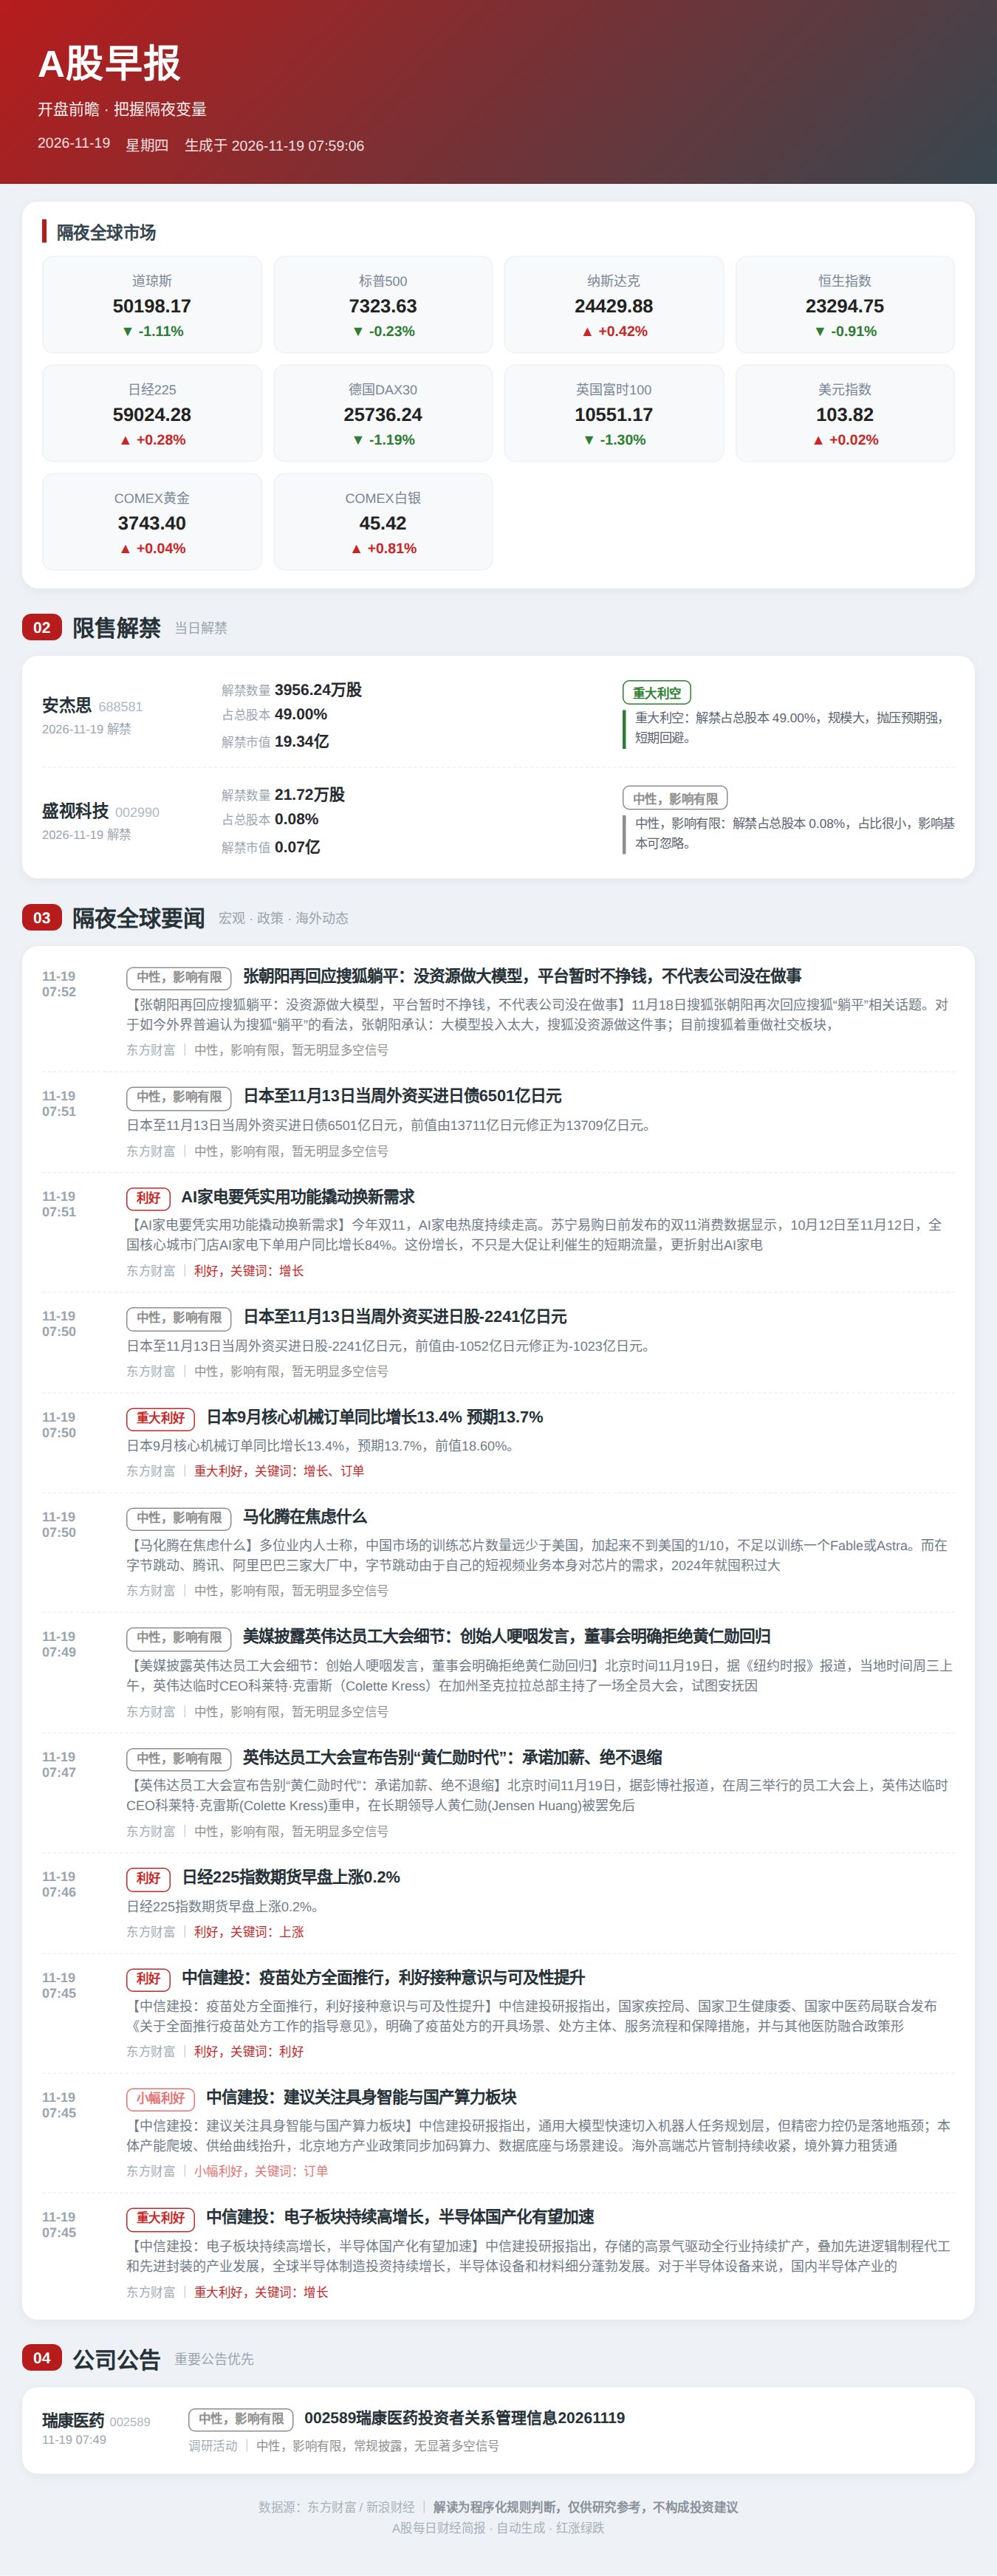 A股早报
开盘前瞻 · 把握隔夜变量
2026-11-19 星期四 生成于 2026-11-19 07:59:06
隔夜全球市场
道琼斯
50198.17
▼ -1.11%
标普500
7323.63
▼ -0.23%
纳斯达克
24429.88
▲ +0.42%
恒生指数
23294.75
▼ -0.91%
日经225
59024.28
▲ +0.28%
德国DAX30
25736.24
▼ -1.19%
英国富时100
10551.17
▼ -1.30%
美元指数
103.82
▲ +0.02%
COMEX黄金
3743.40
▲ +0.04%
COMEX白银
45.42
▲ +0.81%
02 限售解禁 当日解禁
安杰思 688581
2026-11-19 解禁
解禁数量 3956.24万股
占总股本 49.00%
解禁市值 19.34亿
重大利空
重大利空：解禁占总股本 49.00%，规模大，抛压预期强，
短期回避。
盛视科技 002990
2026-11-19 解禁
解禁数量 21.72万股
占总股本 0.08%
解禁市值 0.07亿
中性，影响有限
中性，影响有限：解禁占总股本 0.08%，占比很小，影响基
本可忽略。
03 隔夜全球要闻 宏观 · 政策 · 海外动态
11-19
07:52
中性，影响有限 张朝阳再回应搜狐躺平：没资源做大模型，平台暂时不挣钱，不代表公司没在做事
【张朝阳再回应搜狐躺平：没资源做大模型，平台暂时不挣钱，不代表公司没在做事】11月18日搜狐张朝阳再次回应搜狐“躺平”相关话题。对
于如今外界普遍认为搜狐“躺平”的看法，张朝阳承认：大模型投入太大，搜狐没资源做这件事；目前搜狐着重做社交板块，
东方财富 | 中性，影响有限，暂无明显多空信号
11-19
07:51
中性，影响有限 日本至11月13日当周外资买进日债6501亿日元
日本至11月13日当周外资买进日债6501亿日元，前值由13711亿日元修正为13709亿日元。
东方财富 | 中性，影响有限，暂无明显多空信号
11-19
07:51
利好 AI家电要凭实用功能撬动换新需求
【AI家电要凭实用功能撬动换新需求】今年双11，AI家电热度持续走高。苏宁易购日前发布的双11消费数据显示，10月12日至11月12日，全
国核心城市门店AI家电下单用户同比增长84%。这份增长，不只是大促让利催生的短期流量，更折射出AI家电
东方财富 | 利好，关键词：增长
11-19
07:50
中性，影响有限 日本至11月13日当周外资买进日股-2241亿日元
日本至11月13日当周外资买进日股-2241亿日元，前值由-1052亿日元修正为-1023亿日元。
东方财富 | 中性，影响有限，暂无明显多空信号
11-19
07:50
重大利好 日本9月核心机械订单同比增长13.4% 预期13.7%
日本9月核心机械订单同比增长13.4%，预期13.7%，前值18.60%。
东方财富 | 重大利好，关键词：增长、订单
11-19
07:50
中性，影响有限 马化腾在焦虑什么
【马化腾在焦虑什么】多位业内人士称，中国市场的训练芯片数量远少于美国，加起来不到美国的1/10，不足以训练一个Fable或Astra。而在
字节跳动、腾讯、阿里巴巴三家大厂中，字节跳动由于自己的短视频业务本身对芯片的需求，2024年就囤积过大
东方财富 | 中性，影响有限，暂无明显多空信号
11-19
07:49
中性，影响有限 美媒披露英伟达员工大会细节：创始人哽咽发言，董事会明确拒绝黄仁勋回归
【美媒披露英伟达员工大会细节：创始人哽咽发言，董事会明确拒绝黄仁勋回归】北京时间11月19日，据《纽约时报》报道，当地时间周三上
午，英伟达临时CEO科莱特·克雷斯（Colette Kress）在加州圣克拉拉总部主持了一场全员大会，试图安抚因
东方财富 | 中性，影响有限，暂无明显多空信号
11-19
07:47
中性，影响有限 英伟达员工大会宣布告别“黄仁勋时代”：承诺加薪、绝不退缩
【英伟达员工大会宣布告别“黄仁勋时代”：承诺加薪、绝不退缩】北京时间11月19日，据彭博社报道，在周三举行的员工大会上，英伟达临时
CEO科莱特·克雷斯(Colette Kress)重申，在长期领导人黄仁勋(Jensen Huang)被罢免后
东方财富 | 中性，影响有限，暂无明显多空信号
11-19
07:46
利好 日经225指数期货早盘上涨0.2%
日经225指数期货早盘上涨0.2%。
东方财富 | 利好，关键词：上涨
11-19
07:45
利好 中信建投：疫苗处方全面推行，利好接种意识与可及性提升
【中信建投：疫苗处方全面推行，利好接种意识与可及性提升】中信建投研报指出，国家疾控局、国家卫生健康委、国家中医药局联合发布
《关于全面推行疫苗处方工作的指导意见》，明确了疫苗处方的开具场景、处方主体、服务流程和保障措施，并与其他医防融合政策形
东方财富 | 利好，关键词：利好
11-19
07:45
小幅利好 中信建投：建议关注具身智能与国产算力板块
【中信建投：建议关注具身智能与国产算力板块】中信建投研报指出，通用大模型快速切入机器人任务规划层，但精密力控仍是落地瓶颈；本
体产能爬坡、供给曲线抬升，北京地方产业政策同步加码算力、数据底座与场景建设。海外高端芯片管制持续收紧，境外算力租赁通
东方财富 | 小幅利好，关键词：订单
11-19
07:45
重大利好 中信建投：电子板块持续高增长，半导体国产化有望加速
【中信建投：电子板块持续高增长，半导体国产化有望加速】中信建投研报指出，存储的高景气驱动全行业持续扩产，叠加先进逻辑制程代工
和先进封装的产业发展，全球半导体制造投资持续增长，半导体设备和材料细分蓬勃发展。对于半导体设备来说，国内半导体产业的
东方财富 | 重大利好，关键词：增长
04 公司公告 重要公告优先
瑞康医药 002589
11-19 07:49
中性，影响有限 002589瑞康医药投资者关系管理信息20261119
调研活动 | 中性，影响有限，常规披露，无显著多空信号
数据源：东方财富 / 新浪财经 | 解读为程序化规则判断，仅供研究参考，不构成投资建议
A股每日财经简报 · 自动生成 · 红涨绿跌